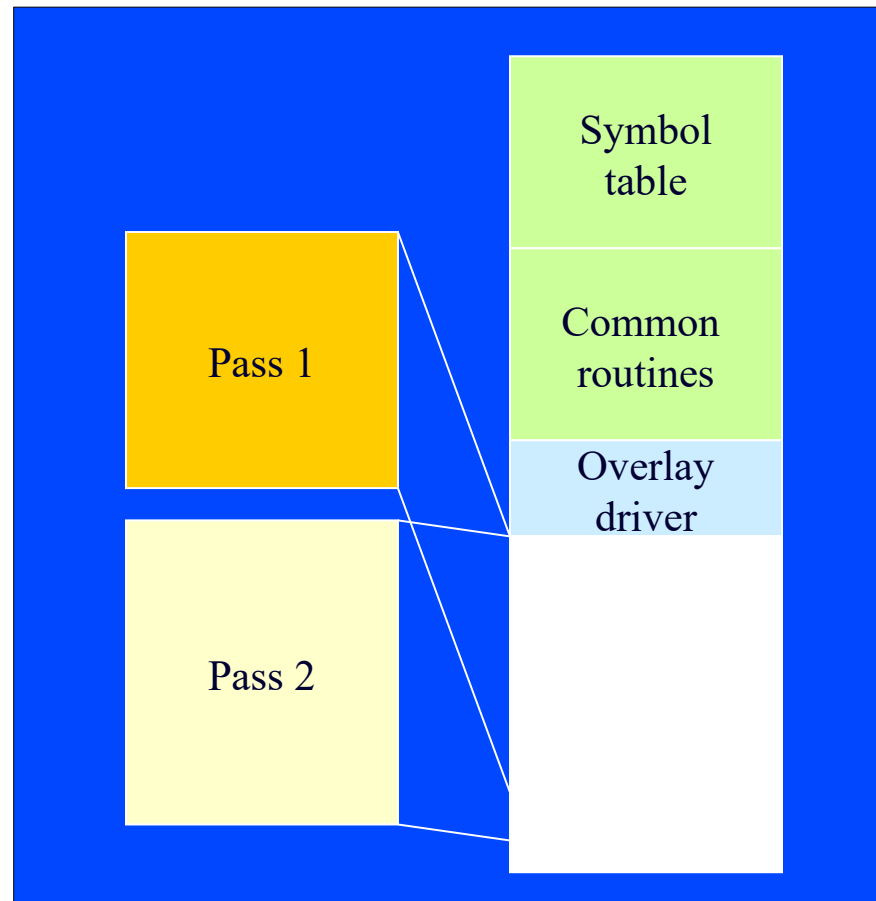 Symbol
table
Common
routines
Overlay
driver
Pass 1
Pass 2